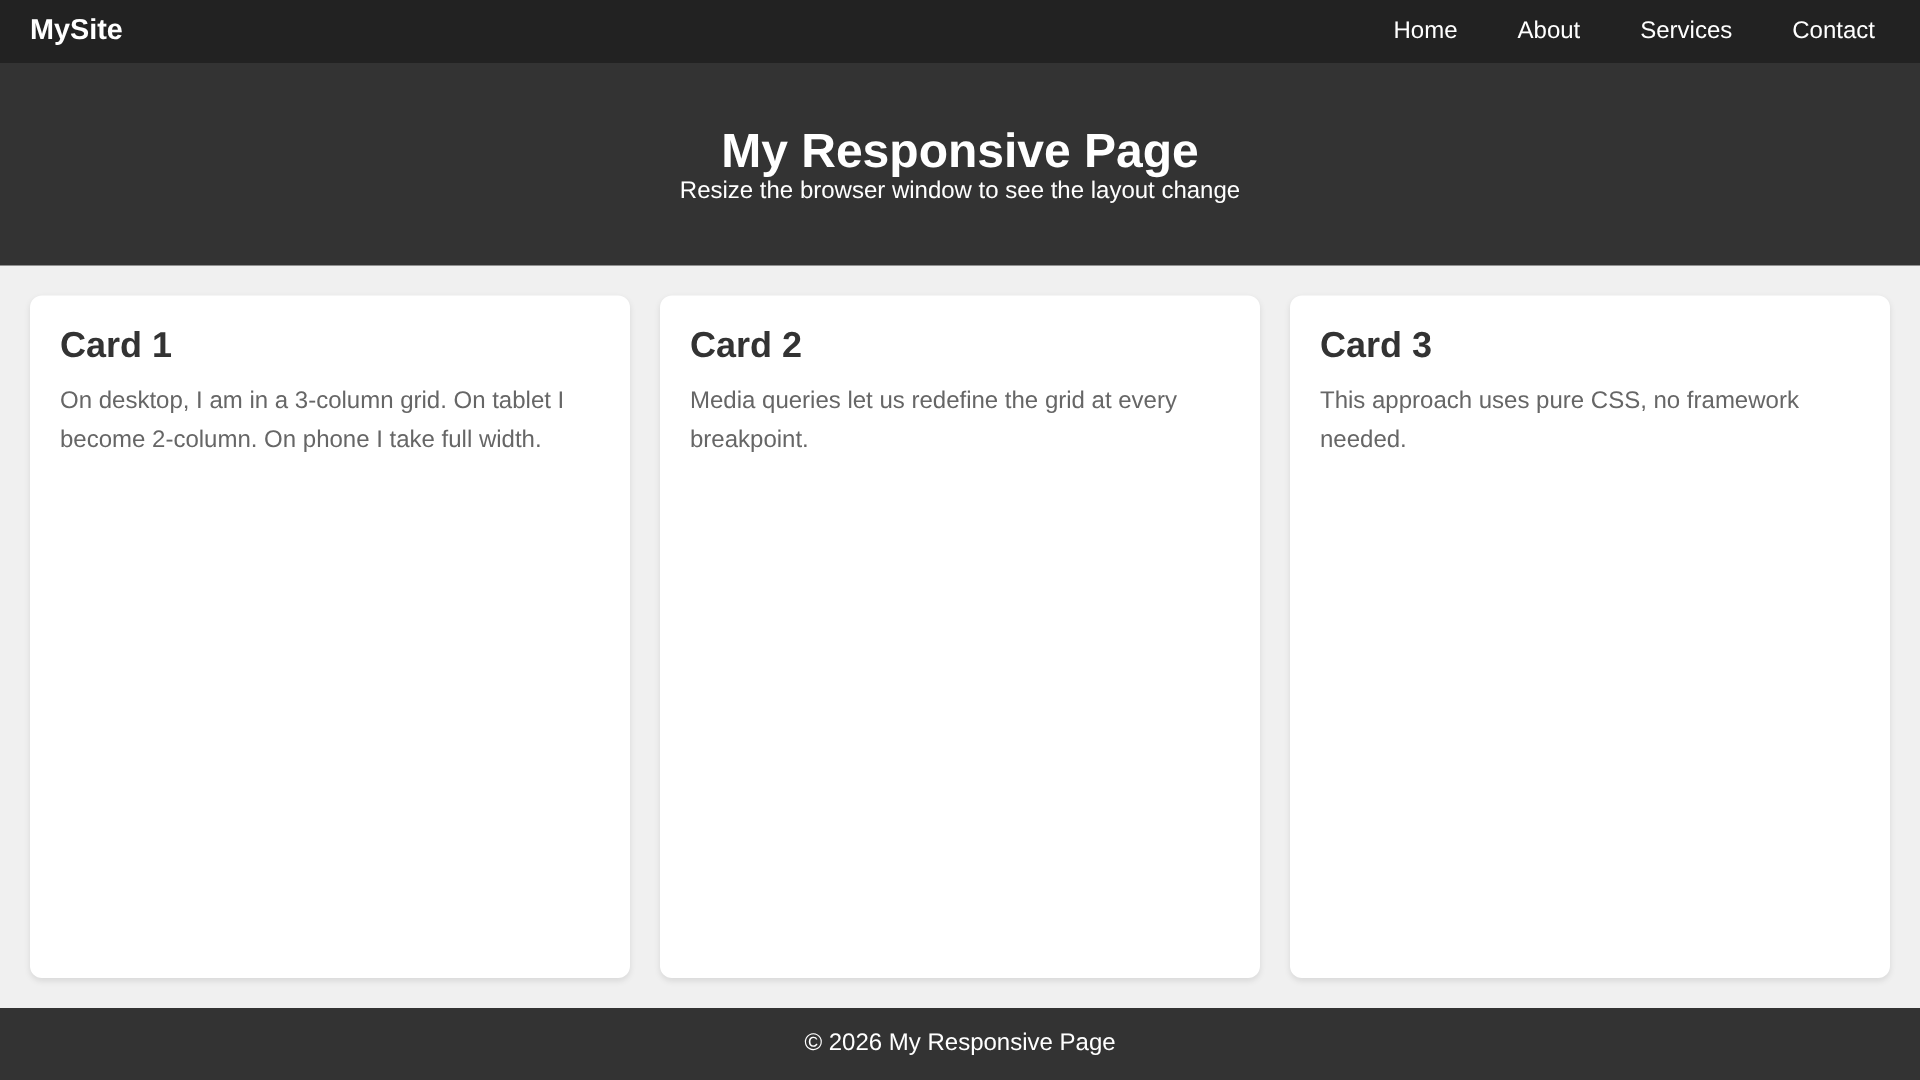 MySite
Home
About
Services
Contact
My Responsive Page
Resize the browser window to see the layout change
Card 1
On desktop, I am in a 3-column grid. On tablet I
become 2-column. On phone I take full width.
Card 2
Media queries let us redefine the grid at every
breakpoint.
Card 3
This approach uses pure CSS, no framework
needed.
© 2026 My Responsive Page